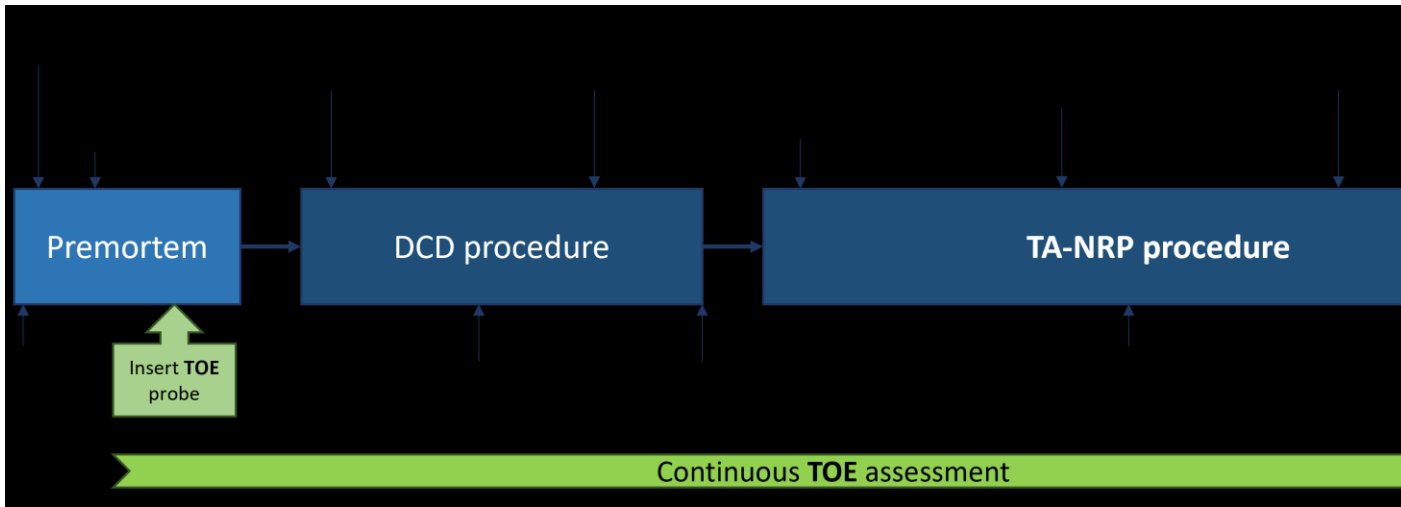 Premortem
DCD procedure
TA-NRP procedure
Insert TOE
probe
Continuous TOE assessment